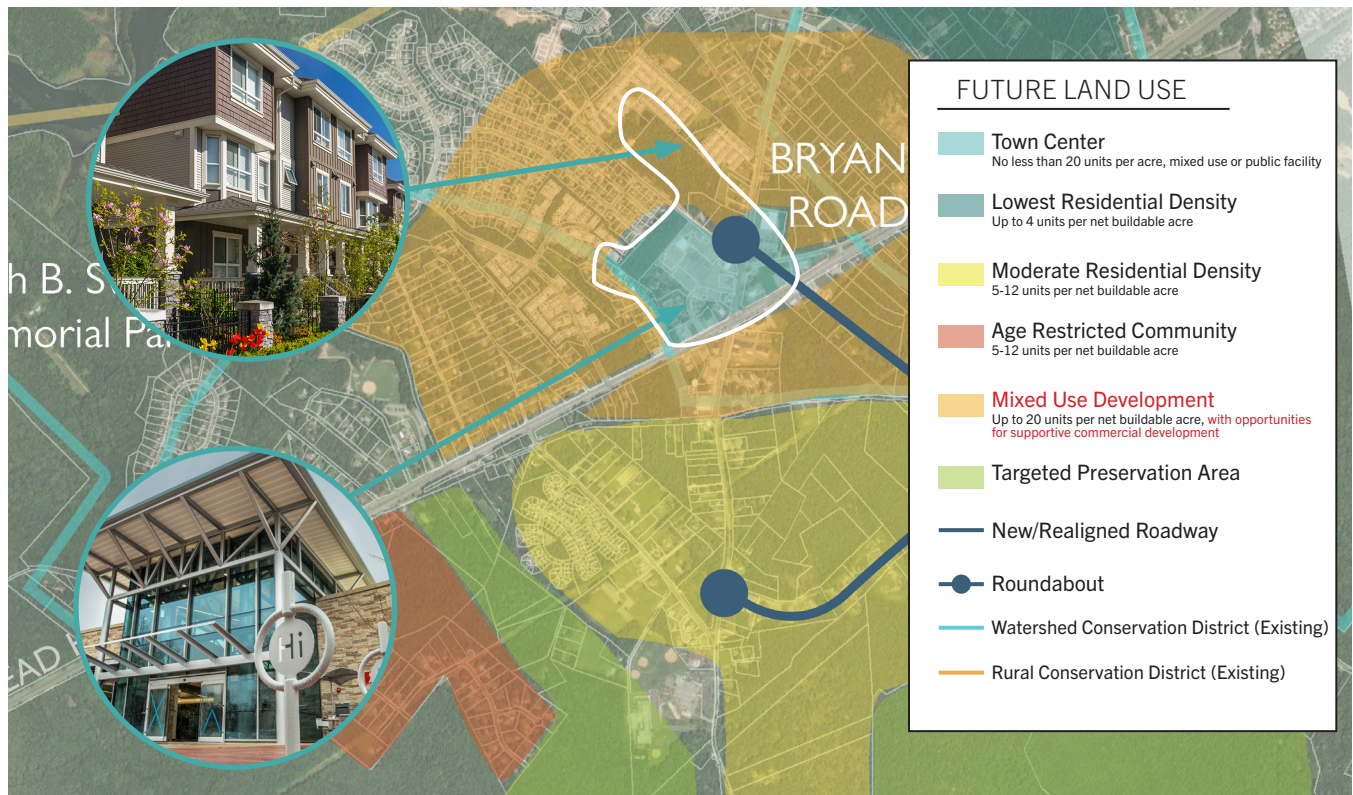 BRYAN
ROAD
h B. S
morial Pa
EAD
Hi
FUTURE LAND USE
Town Center
No less than 20 units per acre, mixed use or public facility
Lowest Residential Density
Up to 4 units per net buildable acre
Moderate Residential Density
5-12 units per net buildable acre
Age Restricted Community
5-12 units per net buildable acre
Mixed Use Development
Up to 20 units per net buildable acre, with opportunities
for supportive commercial development
Targeted Preservation Area
New/Realigned Roadway
Roundabout
Watershed Conservation District (Existing)
Rural Conservation District (Existing)